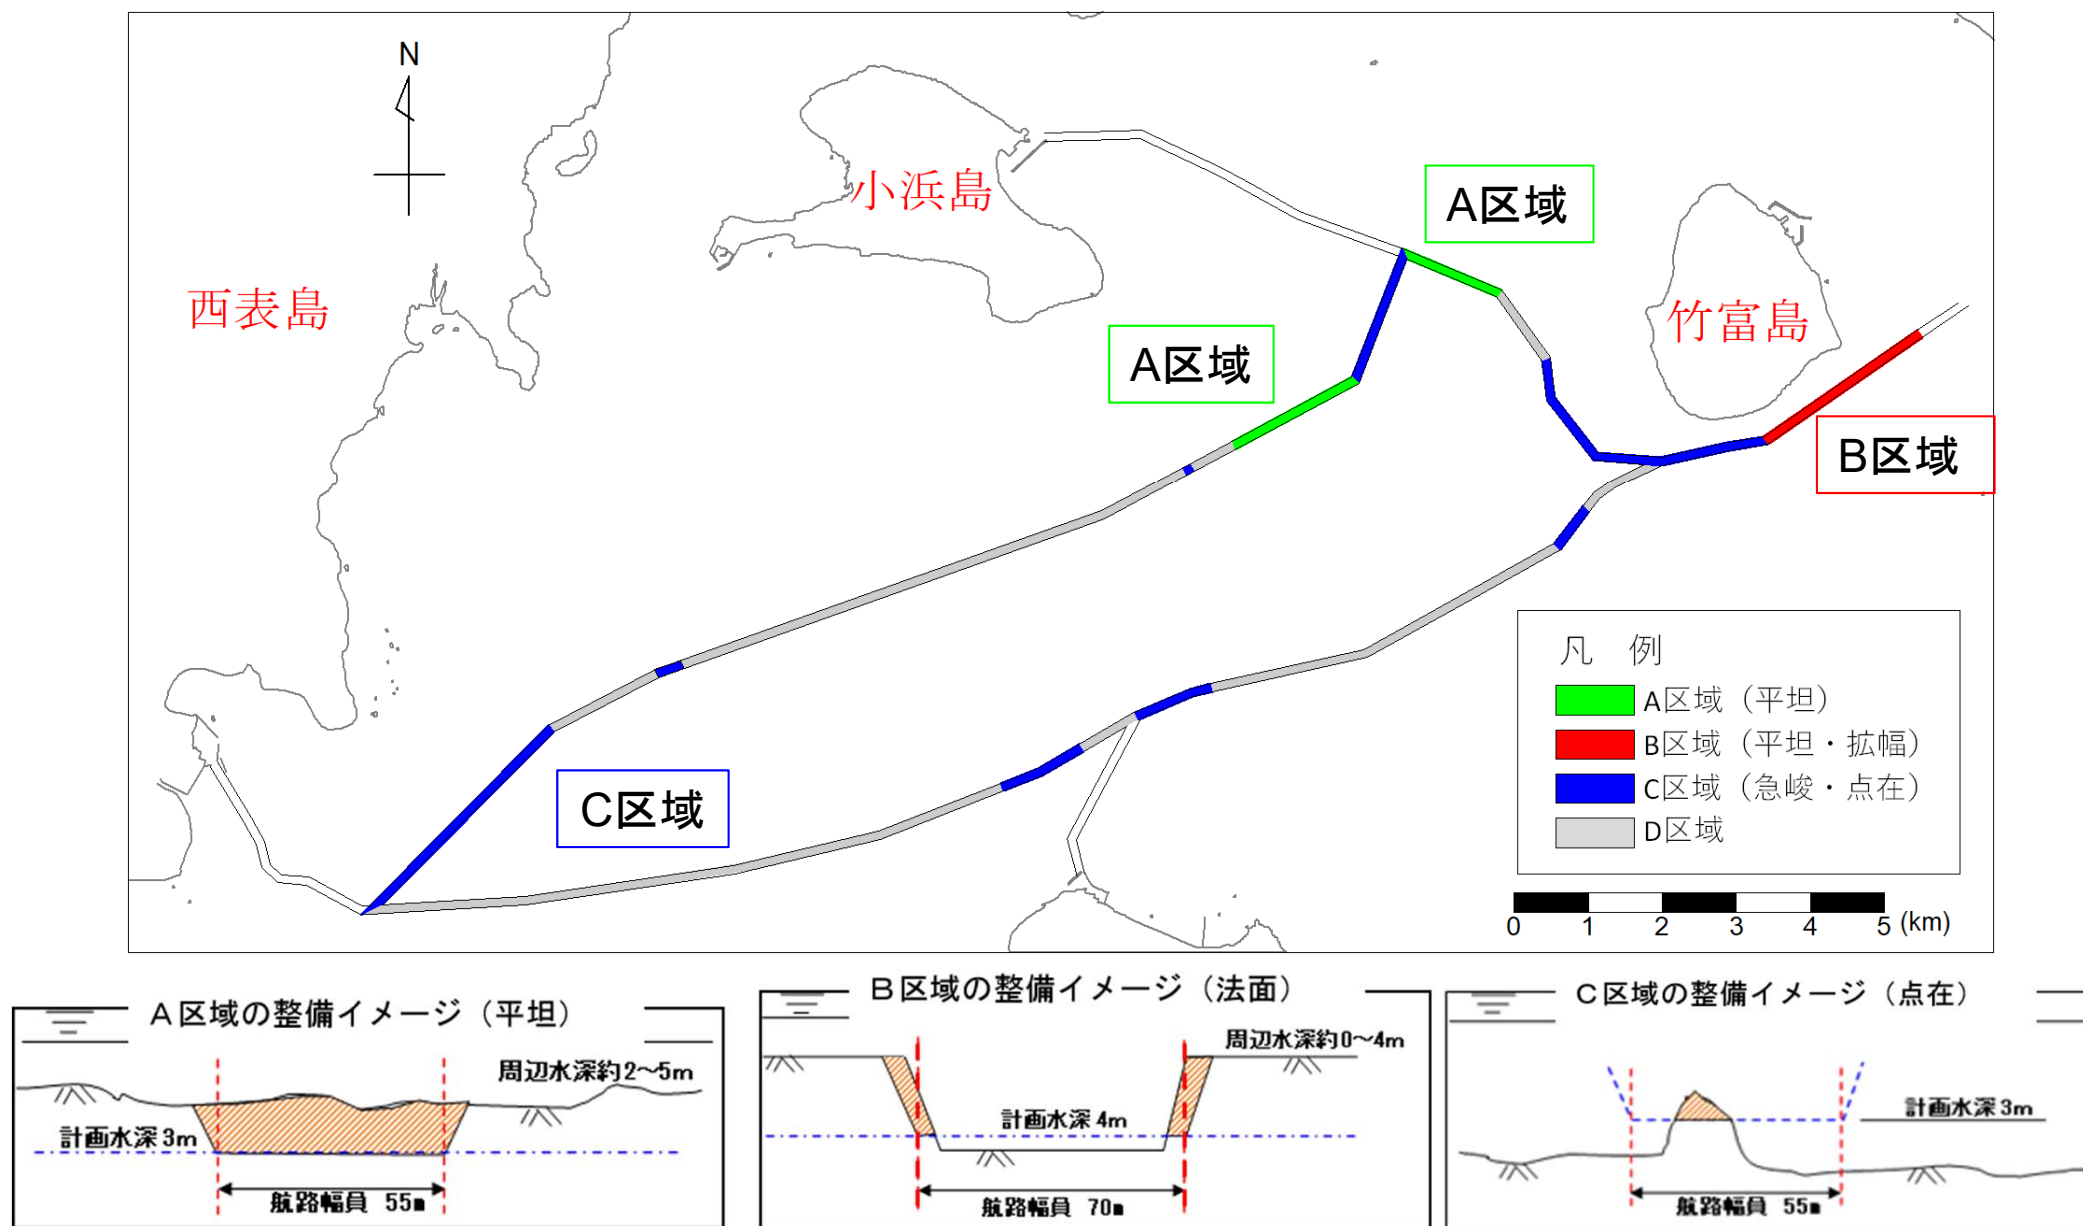 N
小浜島
A区域
西表島
竹富島
A区域
B区域
C区域
凡 例
A区域（平坦）
B区域（平坦・拡幅）
C区域（急峻・点在）
D区域
0 1 2 3 4 5 (km)
A区域の整備イメージ（平坦）
周辺水深約2～5m
計画水深3m
航路幅員 55m
B区域の整備イメージ（法面）
周辺水深約0～4m
計画水深4m
航路幅員 70m
C区域の整備イメージ（点在）
計画水深3m
航路幅員 55m